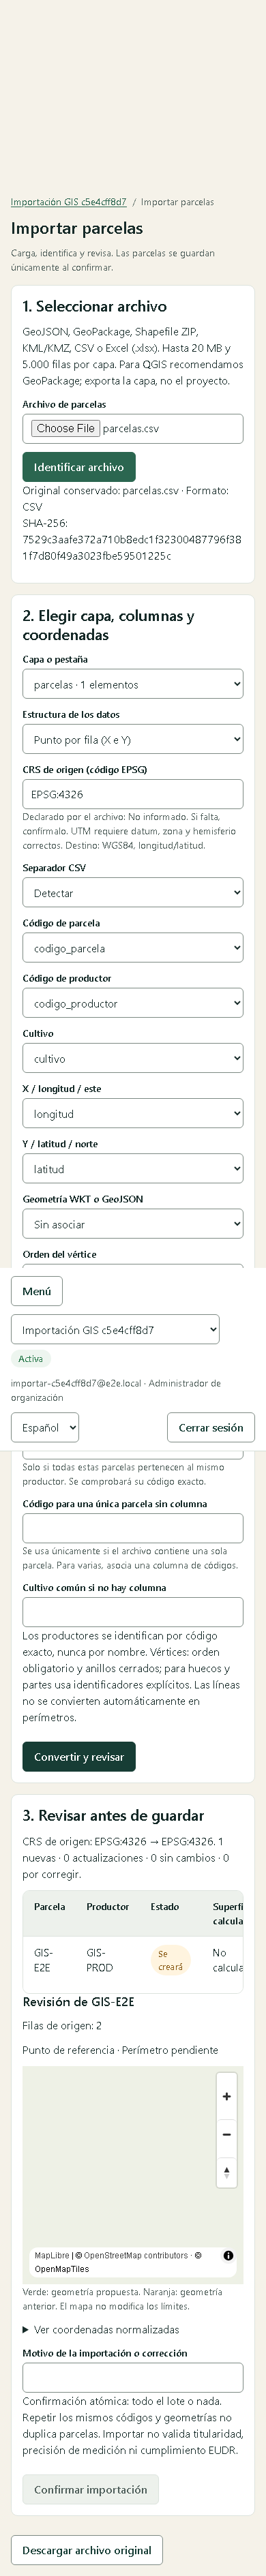 Importación GIS c5e4cff8d7 / Importar parcelas
Importar parcelas
Carga, identifica y revisa. Las parcelas se guardan
únicamente al confirmar.
1. Seleccionar archivo
GeoJSON, GeoPackage, Shapefile ZIP,
KML/KMZ, CSV o Excel (.xlsx). Hasta 20 MB y
5.000 filas por capa. Para QGIS recomendamos
GeoPackage; exporta la capa, no el proyecto.
Archivo de parcelas
Choose File parcelas.csv
Identificar archivo
Original conservado: parcelas.csv · Formato:
CSV
SHA-256:
7529c3aafe372a710b8edc1f32300487796f38
1f7d80f49a3023fbe59501225c
2. Elegir capa, columnas y
coordenadas
Capa o pestaña
parcelas · 1 elementos
Estructura de los datos
Punto por fila (X e Y)
CRS de origen (código EPSG)
EPSG:4326
Declarado por el archivo: No informado. Si falta,
confírmalo. UTM requiere datum, zona y hemisferio
correctos. Destino: WGS84, longitud/latitud.
Separador CSV
Detectar
Código de parcela
codigo_parcela
Código de productor
codigo_productor
Cultivo
cultivo
X / longitud / este
longitud
Y / latitud / norte
latitud
Geometría WKT o GeoJSON
Sin asociar
Orden del vértice
Menú
Importación GIS c5e4cff8d7
Activa
importar-c5e4cff8d7@e2e.local · Administrador de
organización
Español
Cerrar sesión
Solo si todas estas parcelas pertenecen al mismo
productor. Se comprobará su código exacto.
Código para una única parcela sin columna
Se usa únicamente si el archivo contiene una sola
parcela. Para varias, asocia una columna de códigos.
Cultivo común si no hay columna
Los productores se identifican por código
exacto, nunca por nombre. Vértices: orden
obligatorio y anillos cerrados; para huecos y
partes usa identificadores explícitos. Las líneas
no se convierten automáticamente en
perímetros.
Convertir y revisar
3. Revisar antes de guardar
CRS de origen: EPSG:4326 → EPSG:4326. 1
nuevas · 0 actualizaciones · 0 sin cambios · 0
por corregir.
Parcela Productor Estado Superfi
calcula
GIS-
E2E
GIS-
PROD
Se
creará
No
calcula
Revisión de GIS-E2E
Filas de origen: 2
Punto de referencia · Perímetro pendiente
MapLibre | © OpenStreetMap contributors · ©
OpenMapTiles
Verde: geometría propuesta. Naranja: geometría
anterior. El mapa no modifica los límites.
Ver coordenadas normalizadas
Motivo de la importación o corrección
Confirmación atómica: todo el lote o nada.
Repetir los mismos códigos y geometrías no
duplica parcelas. Importar no valida titularidad,
precisión de medición ni cumplimiento EUDR.
Confirmar importación
Descargar archivo original